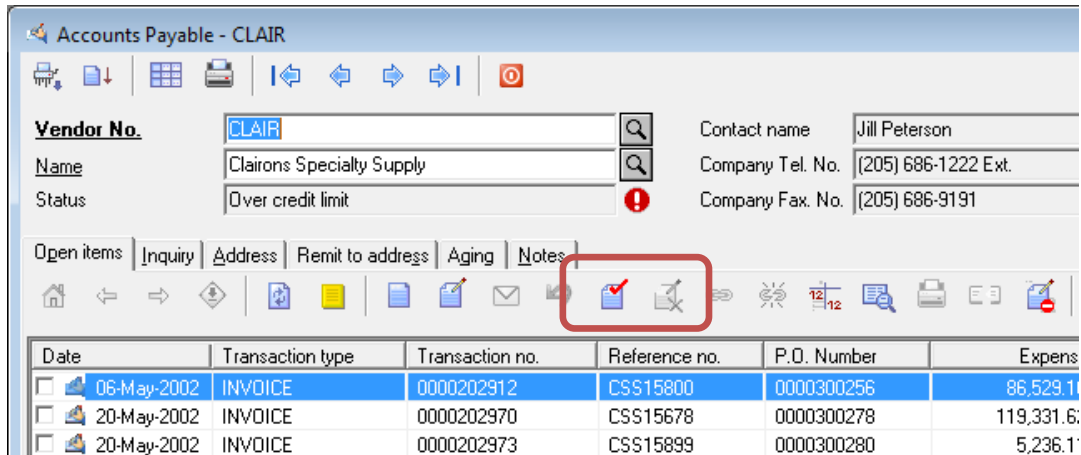 Accounts Payable - CLAIR
Vendor No. CLAIR Contact name Jill Peterson
Name Clairons Specialty Supply Company Tel. No. (205) 686-1222 Ext.
Status Over credit limit Company Fax. No. (205) 686-9191
Open items Inquiry Address Remit to address Aging Notes
12 12
Date Transaction type Transaction no. Reference no. P.O. Number Expens
06-May-2002 INVOICE 0000202912 CSS15800 0000300256 86,529.1
20-May-2002 INVOICE 0000202970 CSS15678 0000300278 119,331.6
20-May-2002 INVOICE 0000202973 CSS15899 0000300280 5,236.1